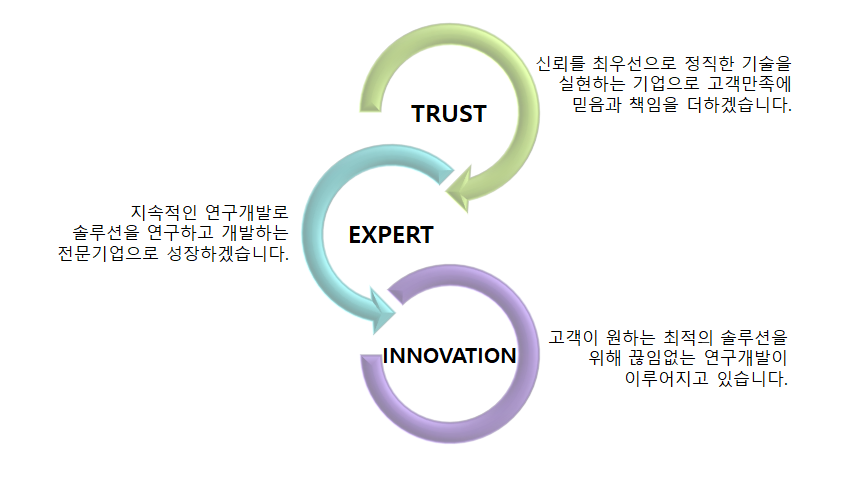 TRUST
신뢰를 최우선으로 정직한 기술을
실현하는 기업으로 고객만족에
믿음과 책임을 더하겠습니다.
EXPERT
지속적인 연구개발로
솔루션을 연구하고 개발하는
전문기업으로 성장하겠습니다.
INNOVATION
고객이 원하는 최적의 솔루션을
위해 끊임없는 연구개발이
이루어지고 있습니다.